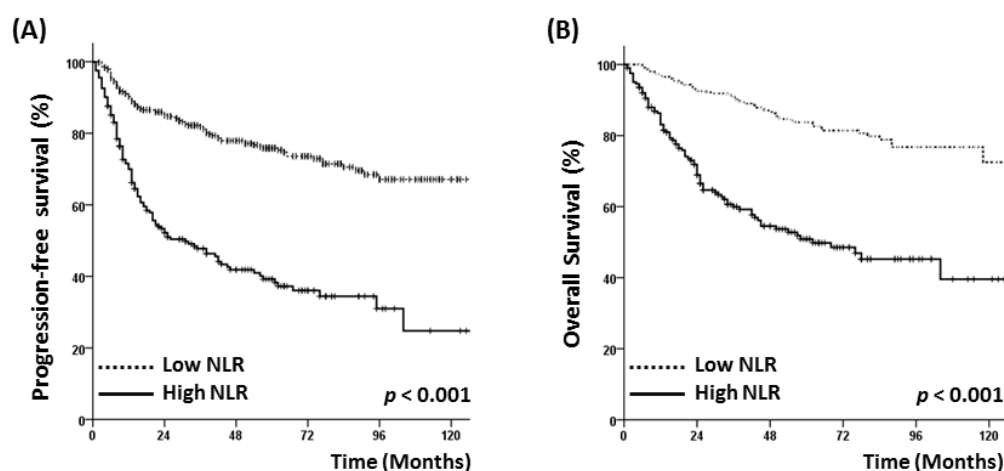 (A)
Progression-free survival (%)
100
80
60
40
20
0
0 24 48 72 96 120
Time (Months)
Low NLR
High NLR
p < 0.001
(B)
Overall Survival (%)
100
80
60
40
20
0
0 24 48 72 96 120
Time (Months)
Low NLR
High NLR
p < 0.001